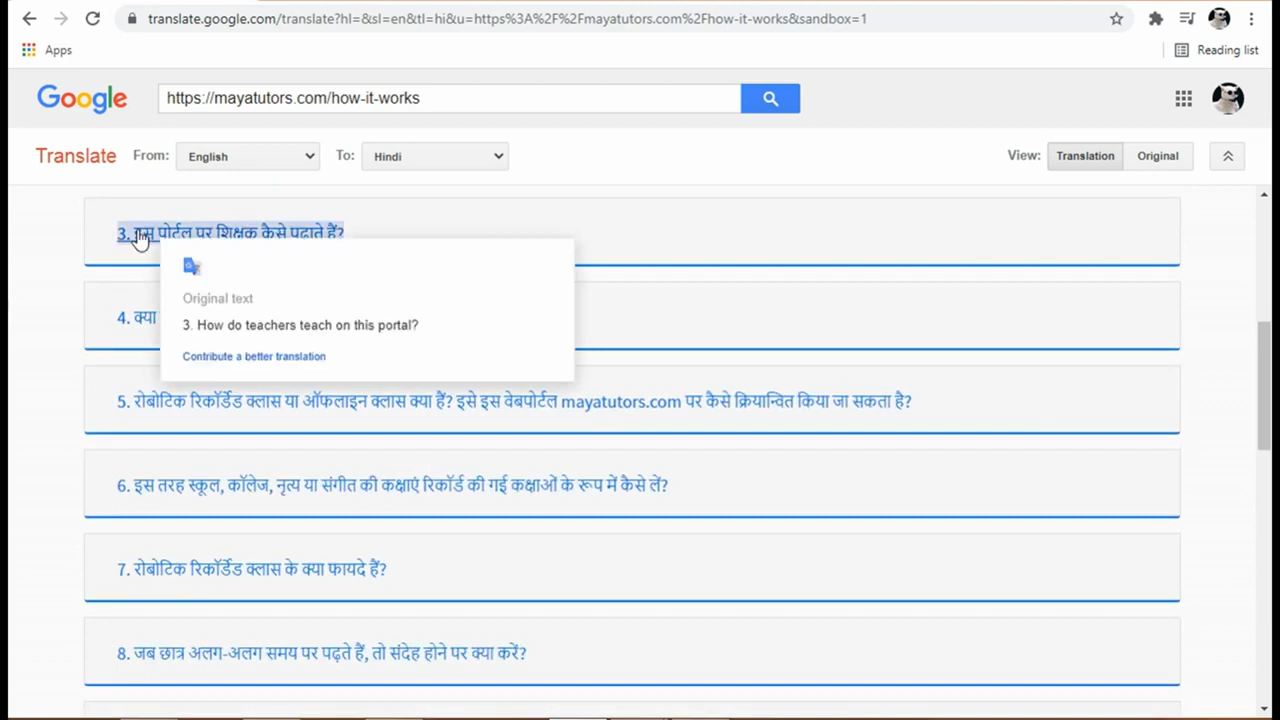 translate.google.com/translate?hl=&sl=en&tl=hi&u=https%3A%2F%2Fmayatutors.com%2Fhow-it-works&sandbox=1
Apps
Reading list
Google
https://mayatutors.com/how-it-works
Translate From: English To: Hindi View: Translation Original
3. इस पोर्टल पर शिक्षक कैसे पढ़ाते हैं?
Original text
3. How do teachers teach on this portal?
Contribute a better translation
4. क्या
5. रोबोटिक रिकॉर्डेड क्लास या ऑफलाइन क्लास क्या हैं? इसे इस वेबपोर्टल mayatutors.com पर कैसे क्रियान्वित किया जा सकता है?
6. इस तरह स्कूल, कॉलेज, नृत्य या संगीत की कक्षाएं रिकॉर्ड की गई कक्षाओं के रूप में कैसे लें?
7. रोबोटिक रिकॉर्डेड क्लास के क्या फायदे हैं?
8. जब छात्र अलग-अलग समय पर पढ़ते हैं, तो संदेह होने पर क्या करें?